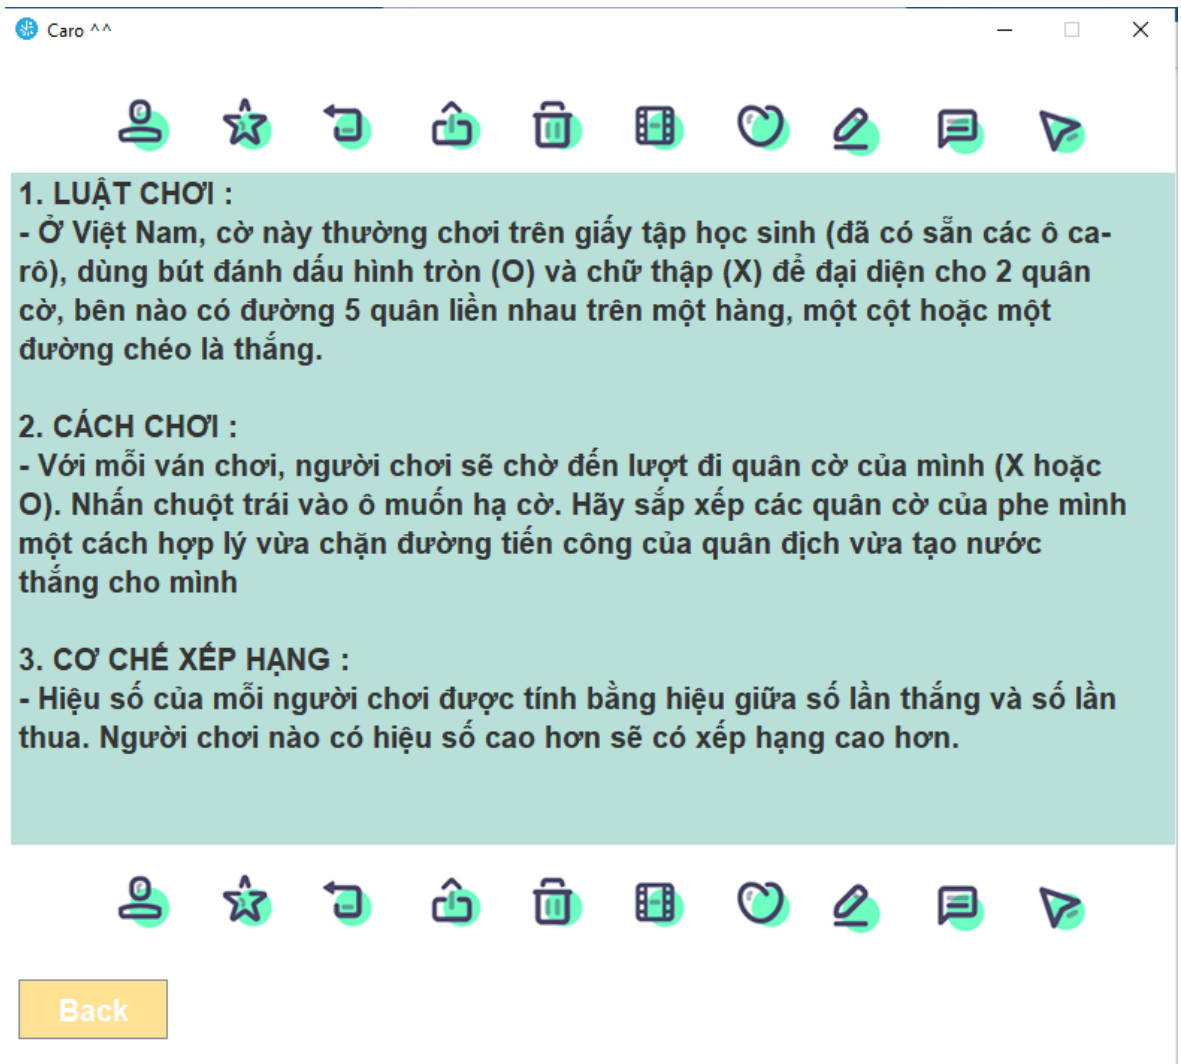 Caro ^^
1. LUẬT CHƠI :
- Ở Việt Nam, cờ này thường chơi trên giấy tập học sinh (đã có sẵn các ô ca-
rô), dùng bút đánh dấu hình tròn (O) và chữ thập (X) để đại diện cho 2 quân
cờ, bên nào có đường 5 quân liền nhau trên một hàng, một cột hoặc một
đường chéo là thắng.
2. CÁCH CHƠI :
- Với mỗi ván chơi, người chơi sẽ chờ đến lượt đi quân cờ của mình (X hoặc
O). Nhấn chuột trái vào ô muốn hạ cờ. Hãy sắp xếp các quân cờ của phe mình
một cách hợp lý vừa chặn đường tiến công của quân địch vừa tạo nước
thắng cho mình
3. CƠ CHẾ XẾP HẠNG :
- Hiệu số của mỗi người chơi được tính bằng hiệu giữa số lần thắng và số lần
thua. Người chơi nào có hiệu số cao hơn sẽ có xếp hạng cao hơn.
Back